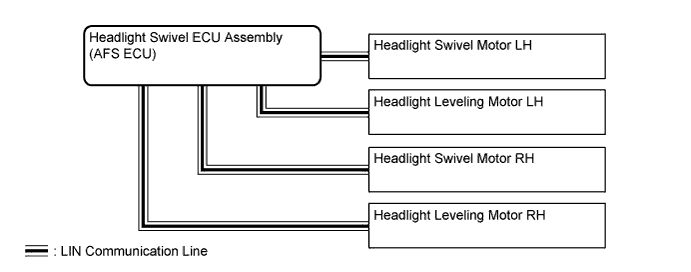 Headlight Swivel ECU Assembly
(AFS ECU)
Headlight Swivel Motor LH
Headlight Leveling Motor LH
Headlight Swivel Motor RH
Headlight Leveling Motor RH
: LIN Communication Line